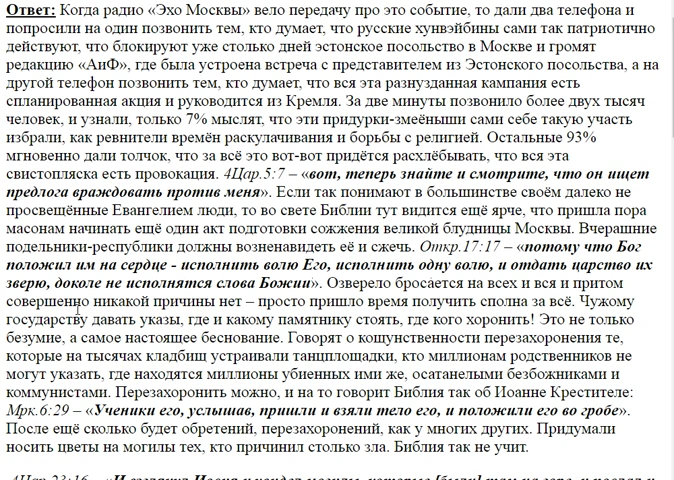 Ответ: Когда радио «Эхо Москвы» вело передачу про это событие, то дали два телефона и
попросили на один позвонить тем, кто думает, что русские хунвэйбины сами так патриотично
действуют, что блокируют уже столько дней эстонское посольство в Москве и громят
редакцию «АиФ», где была устроена встреча с представителем из Эстонского посольства, а на
другой телефон позвонить тем, кто думает, что вся эта разнузданная кампания есть
спланированная акция и руководится из Кремля. За две минуты позвонило более двух тысяч
человек, и узнали, только 7% мыслят, что эти придурки-змеёныши сами себе такую участь
избрали, как ревнители времён раскулачивания и борьбы с религией. Остальные 93%
мгновенно дали толчок, что за всё это вот-вот придётся расхлёбывать, что вся эта
свистопляска есть провокация. 4Цар.5:7 – «вот, теперь знайте и смотрите, что он ищет
предлога враждовать против меня». Если так понимают в большинстве своём далеко не
просвещённые Евангелием люди, то во свете Библии тут видится ещё ярче, что пришла пора
масонам начинать ещё один акт подготовки сожжения великой блудницы Москвы. Вчерашние
подельники-республики должны возненавидеть её и сжечь. Откр.17:17 – «потому что Бог
положил им на сердце - исполнить волю Его, исполнить одну волю, и отдать царство их
зверю, доколе не исполнятся слова Божии». Озверело бросается на всех и вся и притом
совершенно никакой причины нет – просто пришло время получить сполна за всё. Чужому
государству давать указы, где и какому памятнику стоять, где кого хоронить! Это не только
безумие, а самое настоящее беснование. Говорят о кощунственности перезахоронения те,
которые на тысячах кладбищ устраивали танцплощадки, кто миллионам родственников не
могут указать, где находятся миллионы убиенных ими же, осатанелыми безбожниками и
коммунистами. Перезахоронить можно, и на то говорит Библия так об Иоанне Крестителе:
Мрк.6:29 – «Ученики его, услышав, пришли и взяли тело его, и положили его во гробе».
После ещё сколько будет обретений, перезахоронений, как у многих других. Придумали
носить цветы на могилы тех, кто причинил столько зла. Библия так не учит.